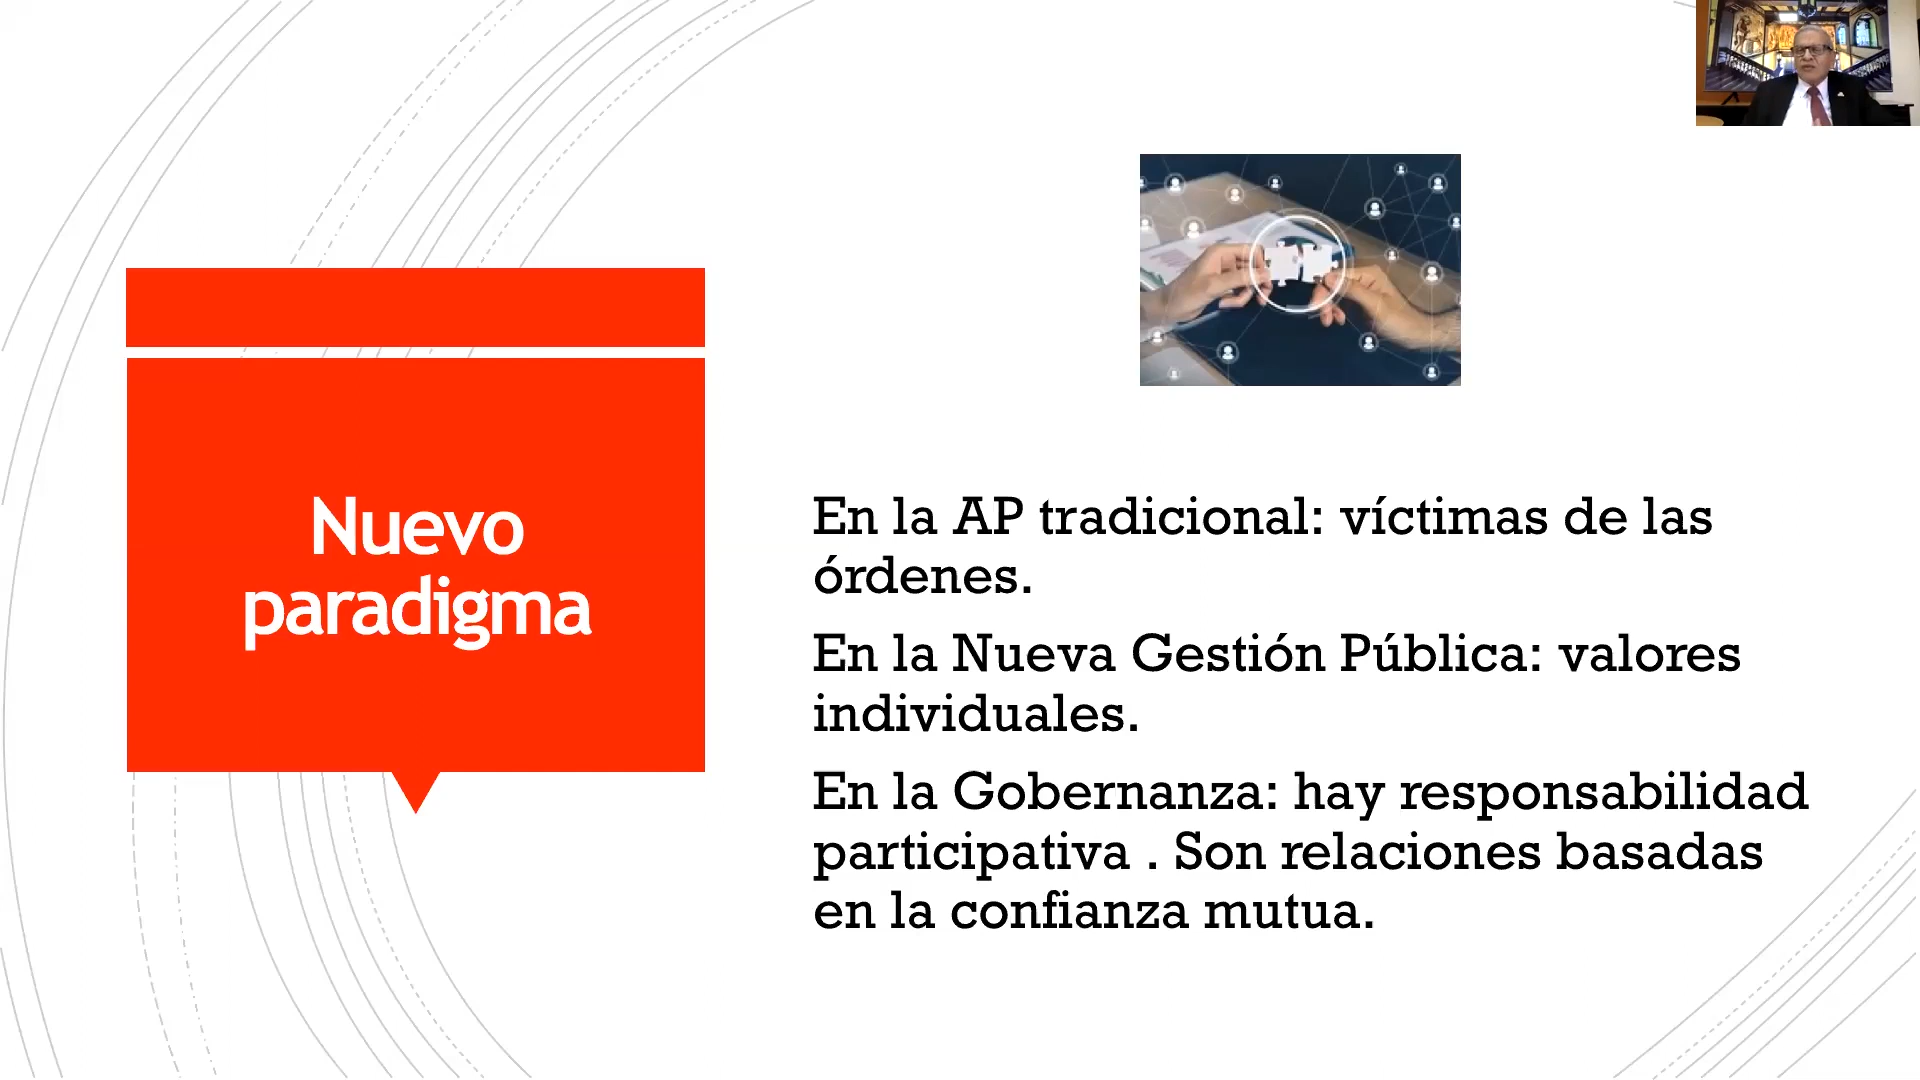 Nuevo
paradigma
En la AP tradicional: víctimas de las
órdenes.
En la Nueva Gestión Pública: valores
individuales.
En la Gobernanza: hay responsabilidad
participativa . Son relaciones basadas
en la confianza mutua.